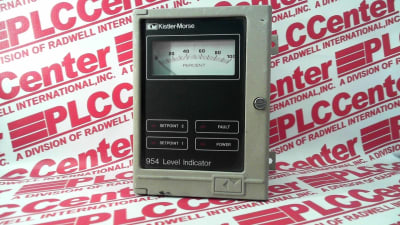 KM Kistler-Morse
20 40 60 80 100
PERCENT
SETPOINT 2 FAULT
SETPOINT 1 POWER
954 Level Indicator
PLCCenter
A DIVISION OF RADWELL INTERNATIONAL, INC.